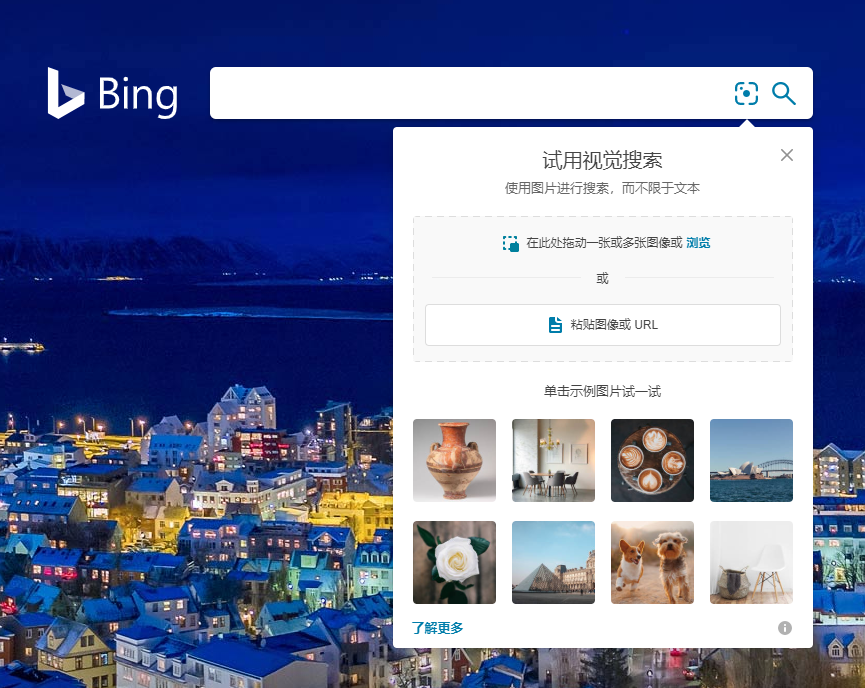 Bing
试用视觉搜索
使用图片进行搜索，而不限于文本
在此处拖动一张或多张图像或 浏览
或
粘贴图像或 URL
单击示例图片试一试
了解更多